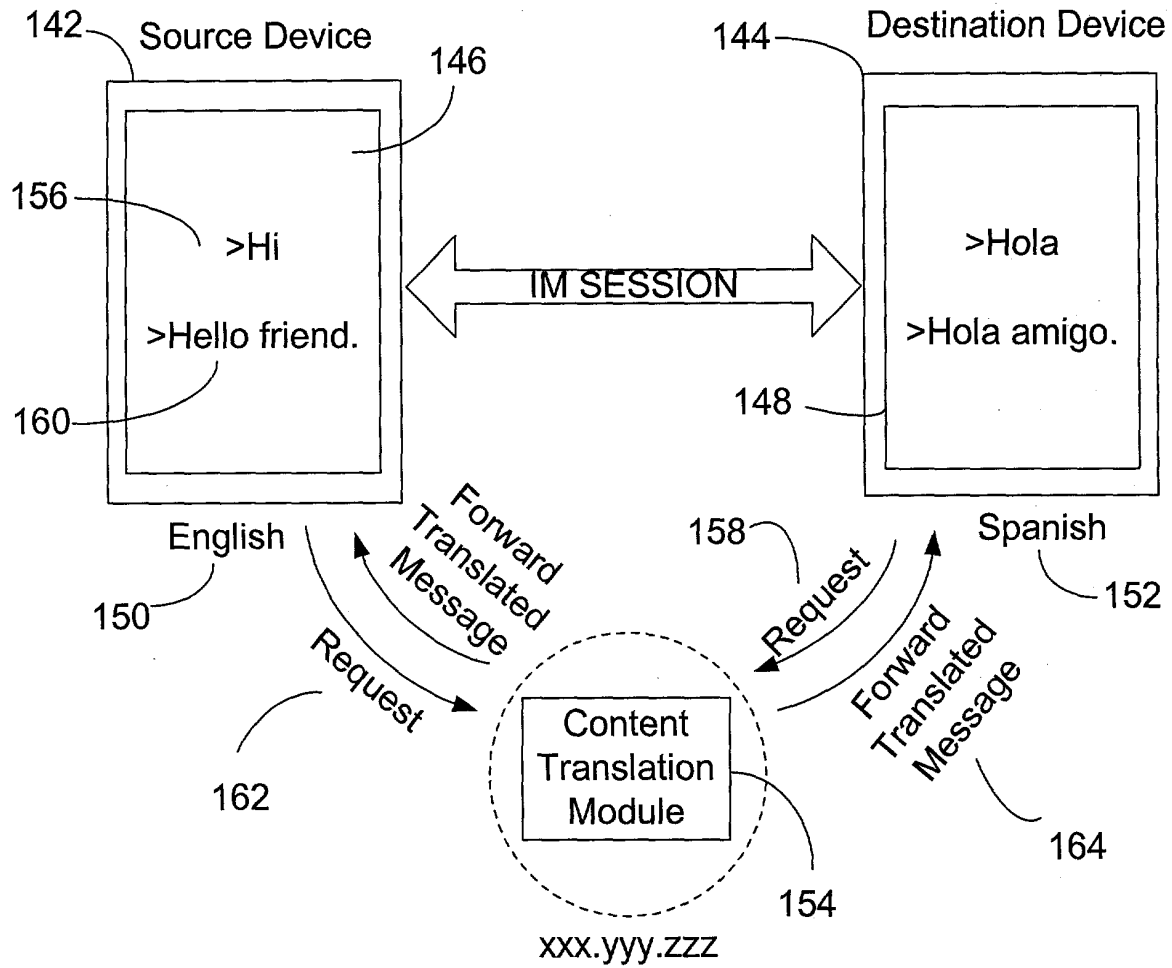 142
Source Device
146
156
>Hi
>Hello friend.
160
IM SESSION
144
Destination Device
>Hola
>Hola amigo.
148
English
150
Forward
Translated
Message
Request
162
158
Request
Spanish
152
Forward
Translated
Message
164
Content
Translation
Module
154
xxx.yyy.zzz